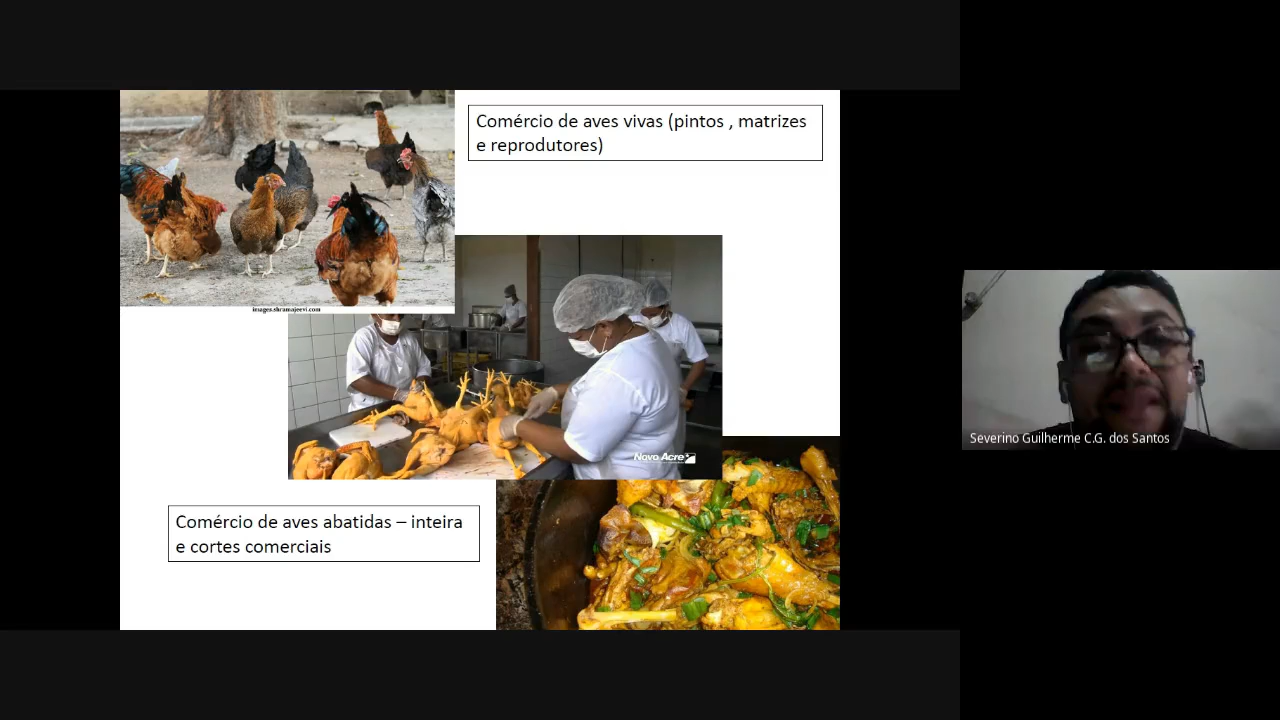 Comércio de aves vivas (pintos , matrizes
e reprodutores)
images.shramajeevi.com
Novo Acre
Severino Guilherme C.G. dos Santos
Comércio de aves abatidas – inteira
e cortes comerciais